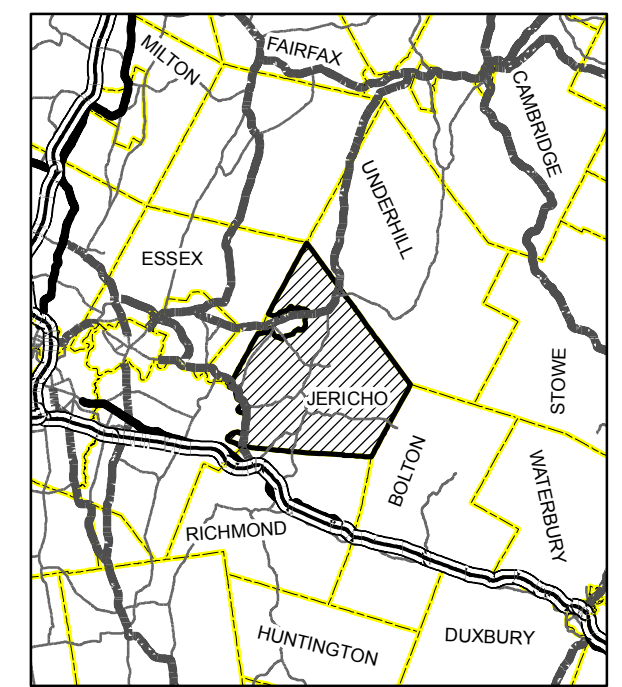 MILTON
FAIRFAX
CAMBRIDGE
UNDERHILL
ESSEX
JERICHO
STOWE
BOLTON
WATERBURY
RICHMOND
HUNTINGTON
DUXBURY